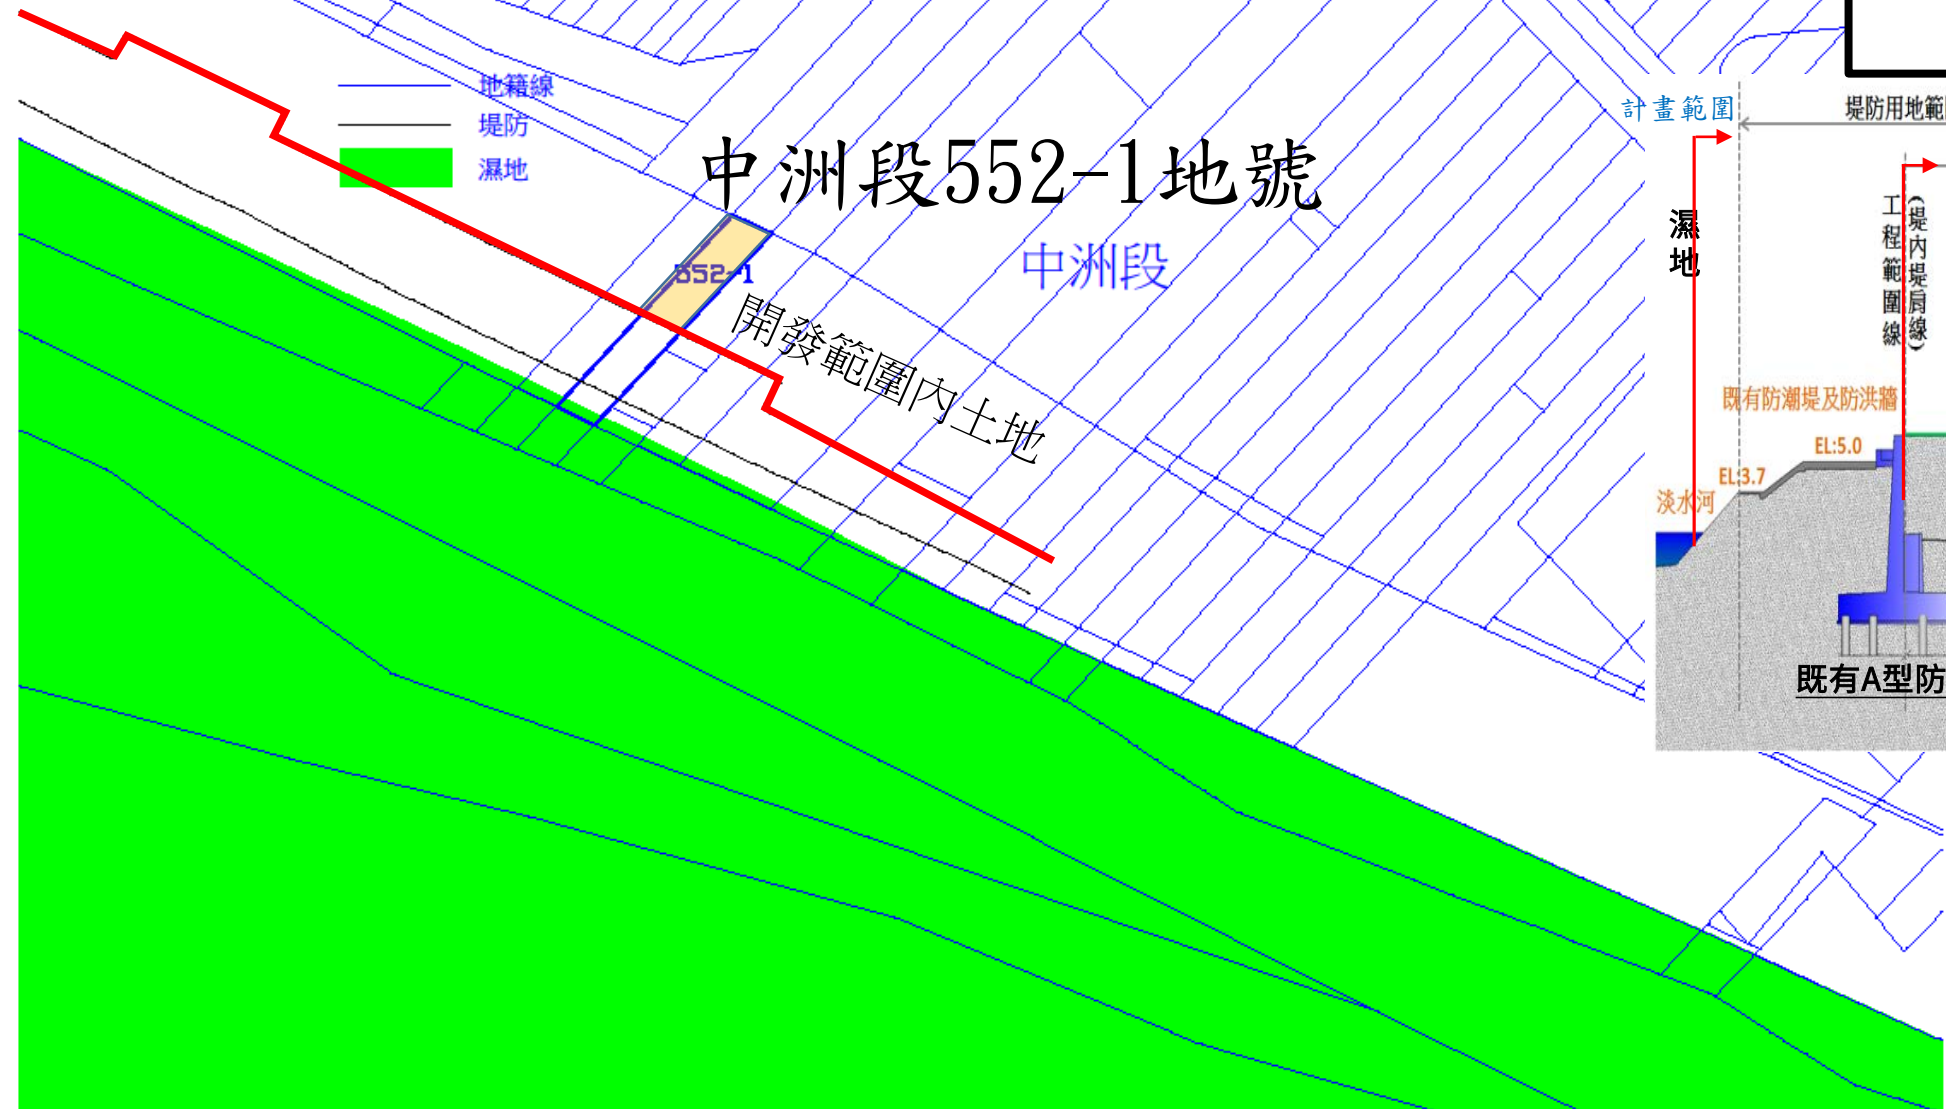 地籍線
堤防
濕地
中洲段552-1地號
中洲段
552-1
開發範圍內土地
計畫範圍
堤防用地範
濕地
工程範圍線
(堤內堤肩線)
既有防潮堤及防洪牆
EL:5.0
EL:3.7
淡水河
既有A型防